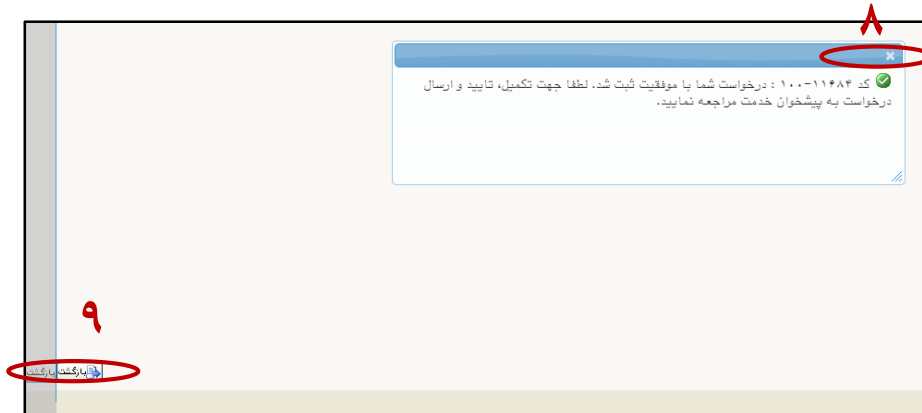 ۸
کد ۱۱۶۸۴-۱۰۰ : درخواست شما با موفقیت ثبت شد. لطفا جهت تکمیل، تایید و ارسال
درخواست به پیشخوان خدمت مراجعه نمایید.
۹
بازگشت بازگشت